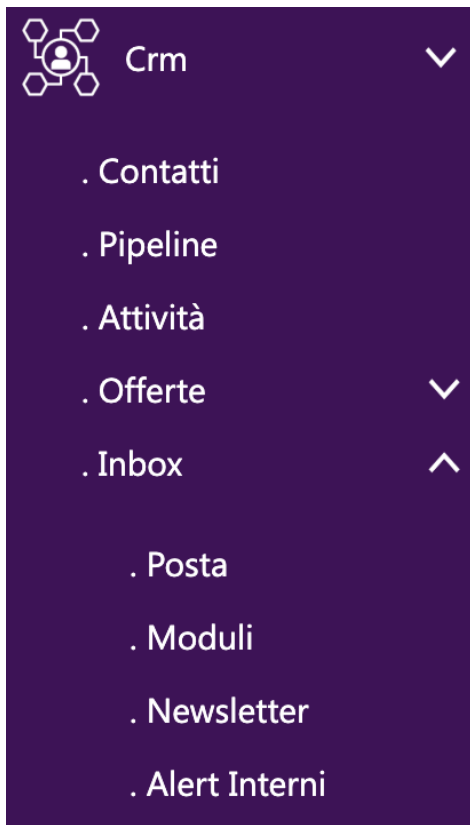 Crm
. Contatti
. Pipeline
. Attività
. Offerte
. Inbox
. Posta
. Moduli
. Newsletter
. Alert Interni